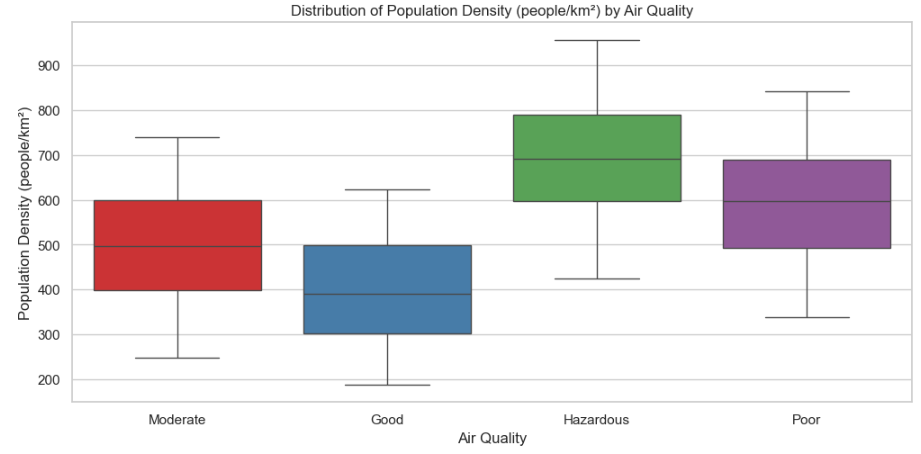 Distribution of Population Density (people/km²) by Air Quality
Population Density (people/km²)
900
800
700
600
500
400
300
200
Moderate Good Hazardous Poor
Air Quality